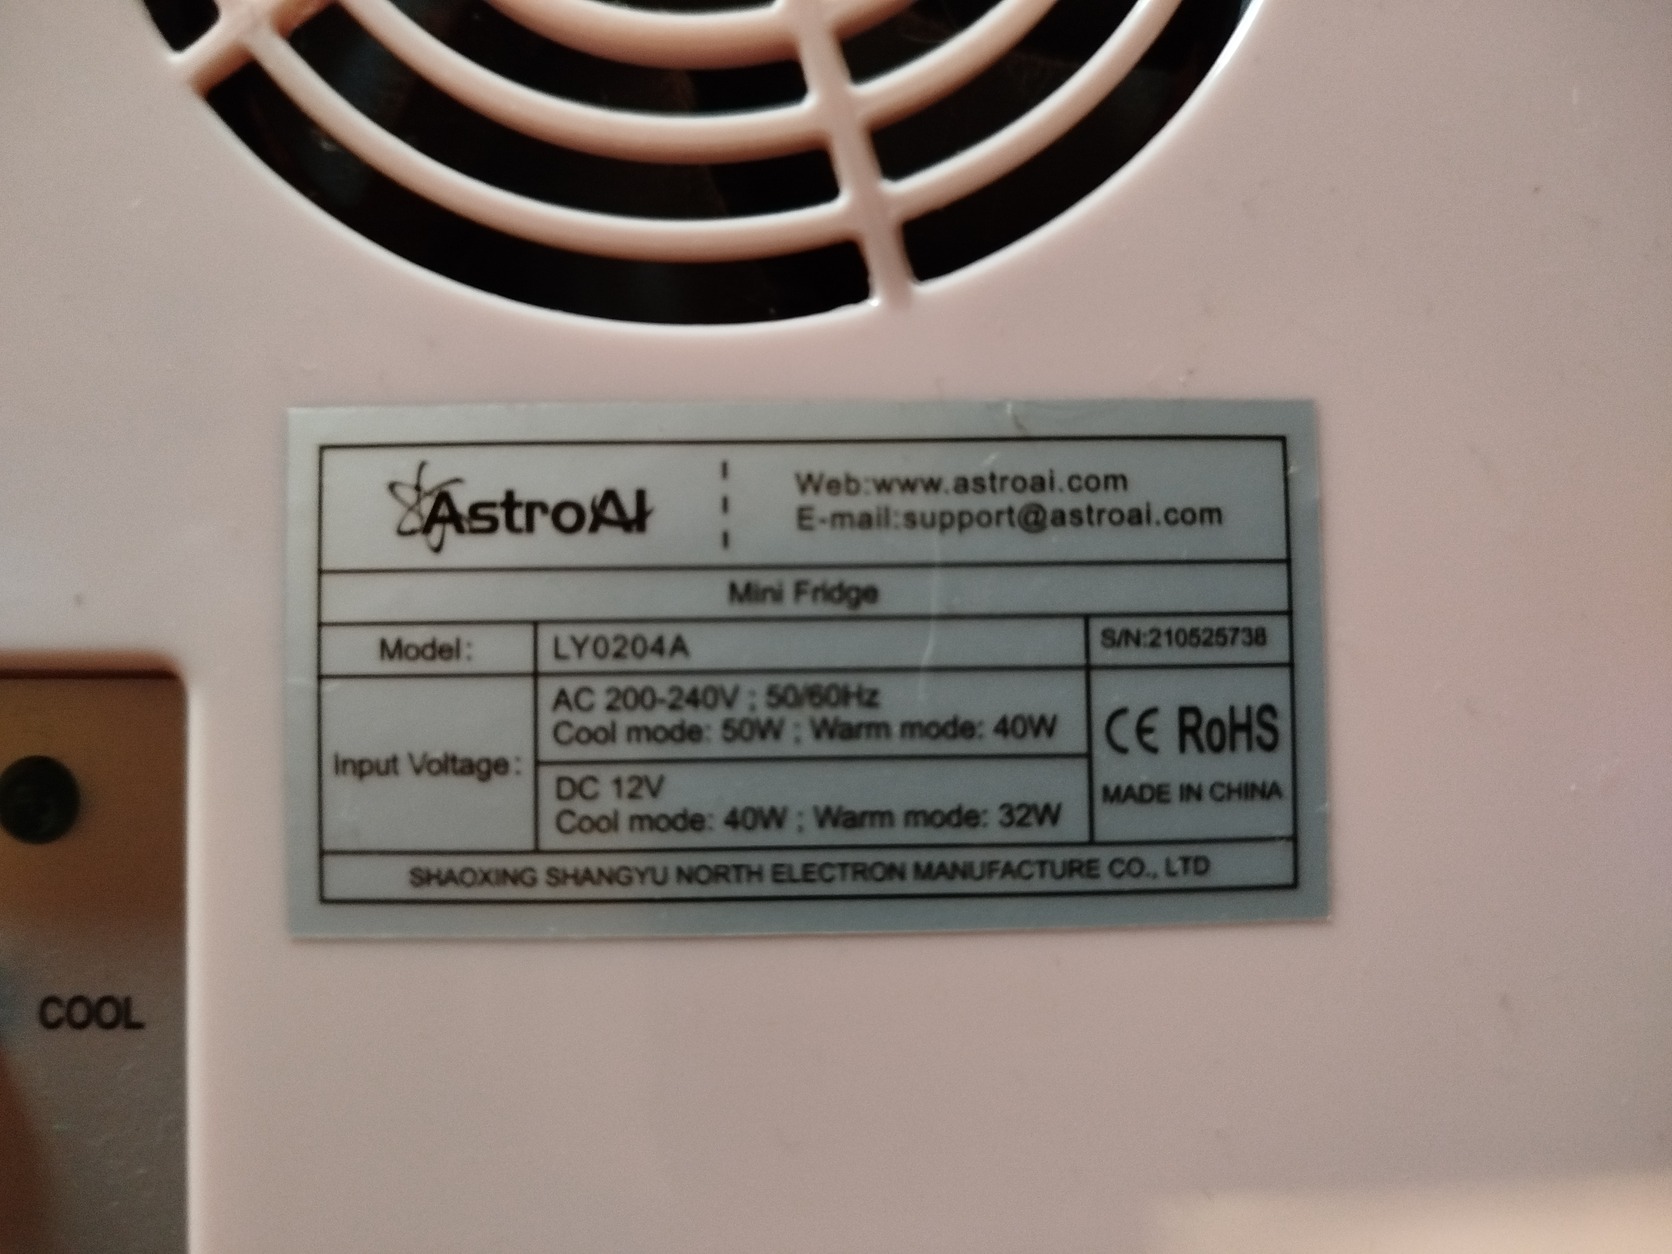 AstroAI
Web:www.astroai.com
E-mail:support@astroai.com
Mini Fridge
Model:
LY0204A
S/N:210525738
Input Voltage:
AC 200-240V ; 50/60Hz
Cool mode: 50W ; Warm mode: 40W
DC 12V
Cool mode: 40W ; Warm mode: 32W
CE RoHS
MADE IN CHINA
SHAOXING SHANGYU NORTH ELECTRON MANUFACTURE CO., LTD
COOL